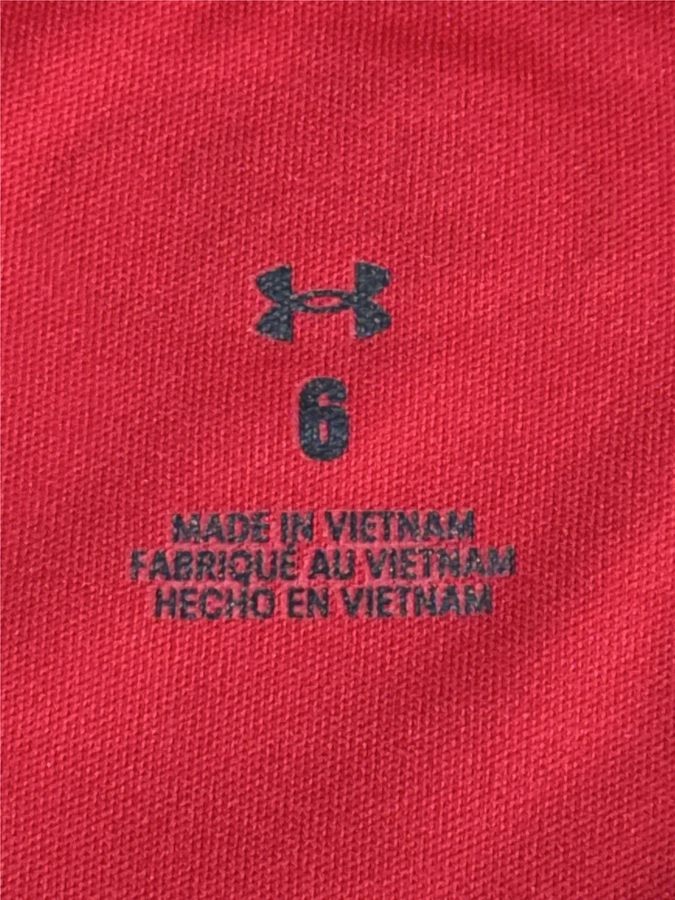 6
MADE IN VIETNAM
FABRIQUÉ AU VIETNAM
HECHO EN VIETNAM